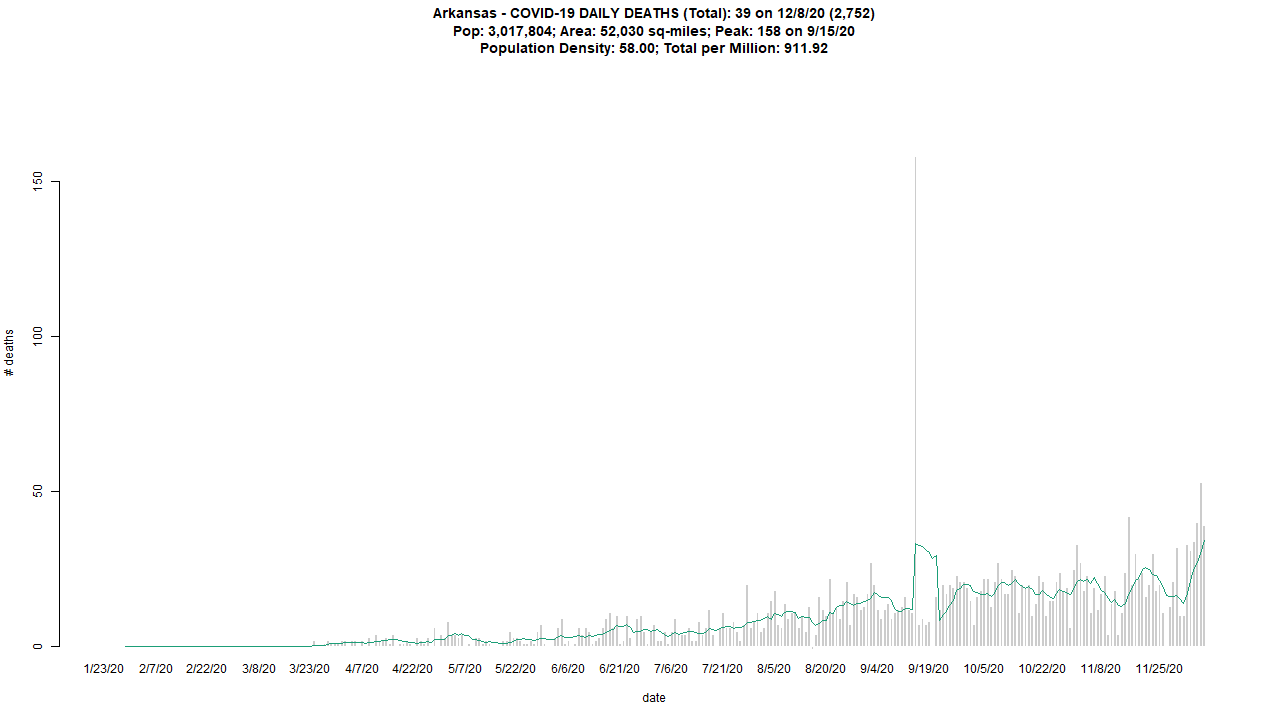 Arkansas - COVID-19 DAILY DEATHS (Total): 39 on 12/8/20 (2,752)
Pop: 3,017,804; Area: 52,030 sq-miles; Peak: 158 on 9/15/20
Population Density: 58.00; Total per Million: 911.92
150
100
50
0
# deaths
1/23/20 2/7/20 2/22/20 3/8/20 3/23/20 4/7/20 4/22/20 5/7/20 5/22/20 6/6/20 6/21/20 7/6/20 7/21/20 8/5/20 8/20/20 9/4/20 9/19/20 10/5/20 10/22/20 11/8/20 11/25/20
date